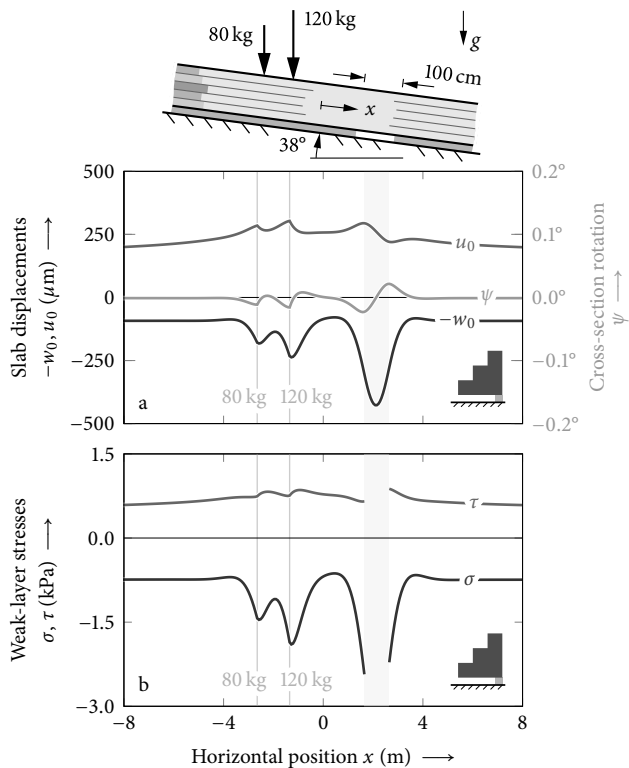 120 kg
80 kg
g
100 cm
x
38°
500
250
0
−250
−500
Slab displacements
−w₀, u₀ (µm) ⟶
0.2°
0.1°
0.0°
−0.1°
−0.2°
Cross-section rotation
ψ ⟶
u₀
ψ
−w₀
80 kg 120 kg
a
1.5
0.0
−1.5
−3.0
Weak-layer stresses
σ, τ (kPa) ⟶
τ
σ
80 kg 120 kg
b
−8 −4 0 4 8
Horizontal position x (m) ⟶